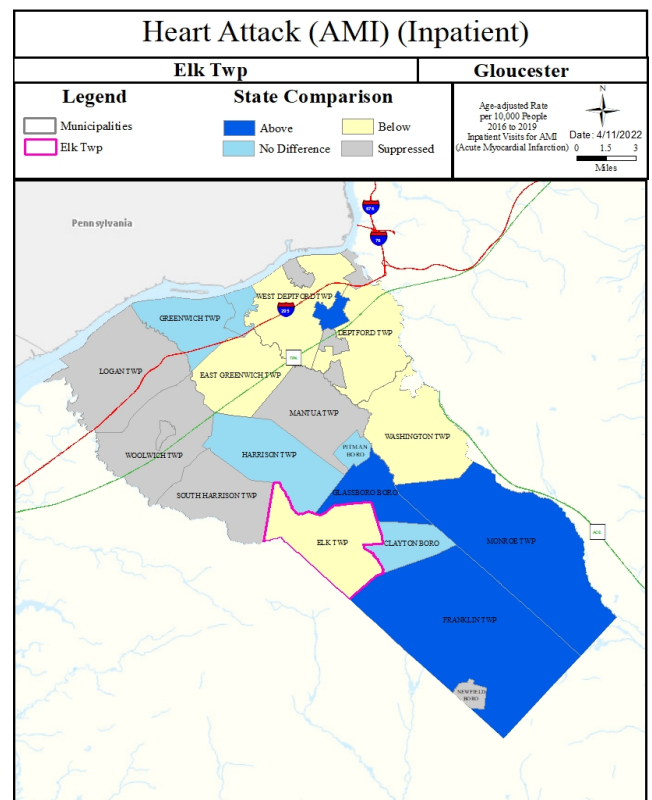 Heart Attack (AMI) (Inpatient)
Elk Twp
Gloucester
Legend
Municipalities
Elk Twp
State Comparison
Above
Below
No Difference
Suppressed
Age-adjusted Rate
per 10,000 People
2016 to 2019
Inpatient Visits for AMI
(Acute Myocardial Infarction)
N
Date: 4/11/2022
0 1.5 3
Miles
Pennsylvania
676
76
WEST DEPTFORD TWP
GREENWICH TWP
295
DEPTFORD TWP
LOGAN TWP
EAST GREENWICH TWP
MANTUA TWP
WASHINGTON TWP
PITMAN
BORO
WOOLWICH TWP
HARRISON TWP
SOUTH HARRISON TWP
GLASSBORO BORO
ELK TWP
CLAYTON BORO
MONROE TWP
FRANKLIN TWP
NEWFIELD
BORO